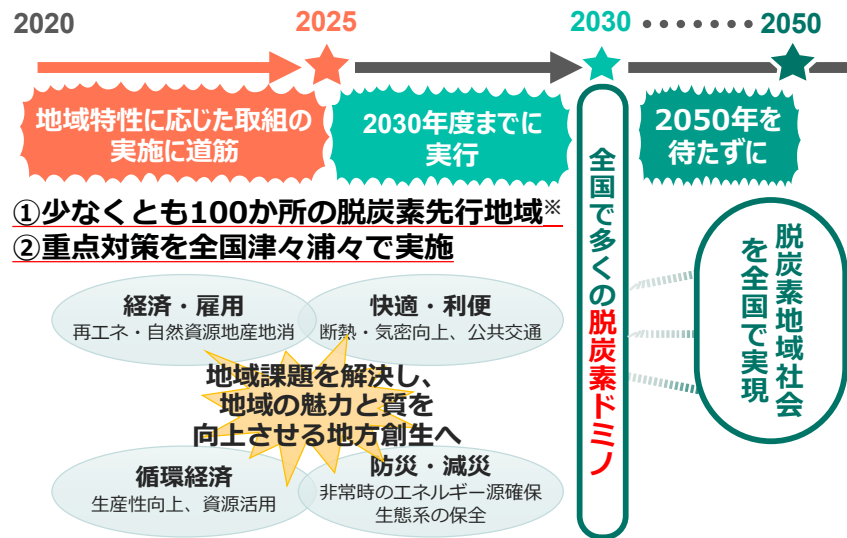 2020
2025
2030
2050
地域特性に応じた取組の
実施に道筋
2030年度までに
実行
2050年を
待たずに
①少なくとも100か所の脱炭素先行地域※
②重点対策を全国津々浦々で実施
経済・雇用
再エネ・自然資源地産地消
快適・利便
断熱・気密向上、公共交通
地域課題を解決し、
地域の魅力と質を
向上させる地方創生へ
循環経済
生産性向上、資源活用
防災・減災
非常時のエネルギー源確保
生態系の保全
全国で多くの脱炭素ドミノ
脱炭素地域社会
を全国で実現